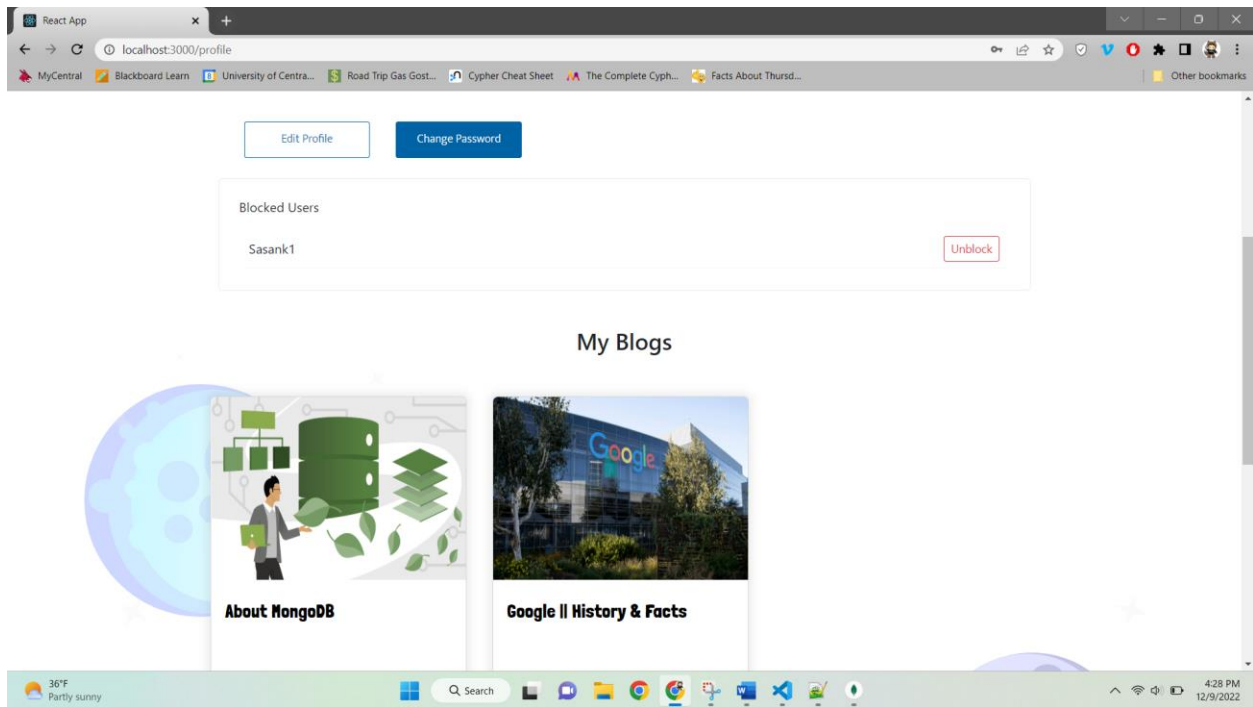 React App
localhost:3000/profile
MyCentral
Blackboard Learn
University of Centra...
Road Trip Gas Gost...
Cypher Cheat Sheet
The Complete Cyph...
Facts About Thursd...
Other bookmarks
Edit Profile
Change Password
Blocked Users
Sasank1
Unblock
My Blogs
Google
About MongoDB
Google || History & Facts
36°F
Partly sunny
Search
4:28 PM
12/9/2022